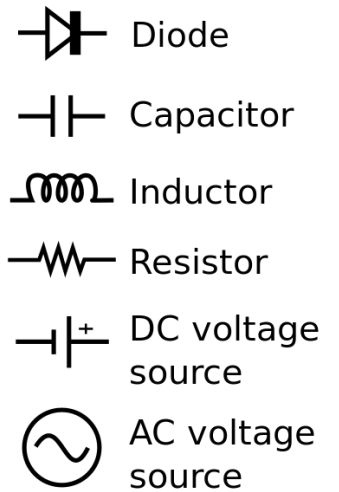 Diode
Capacitor
Inductor
Resistor
+
DC voltage
source
AC voltage
source